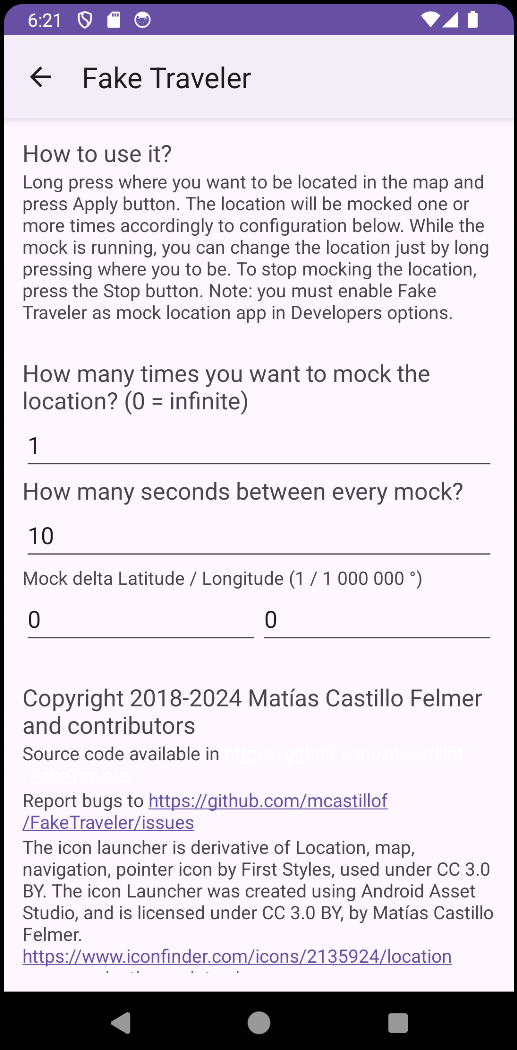 6:21
Fake Traveler
How to use it?
Long press where you want to be located in the map and
press Apply button. The location will be mocked one or
more times accordingly to configuration below. While the
mock is running, you can change the location just by long
pressing where you to be. To stop mocking the location,
press the Stop button. Note: you must enable Fake
Traveler as mock location app in Developers options.
How many times you want to mock the
location? (0 = infinite)
1
How many seconds between every mock?
10
Mock delta Latitude / Longitude (1 / 1 000 000 °)
0 0
Copyright 2018-2024 Matías Castillo Felmer
and contributors
Source code available in https://github.com/mcastillof
/FakeTraveler
Report bugs to https://github.com/mcastillof
/FakeTraveler/issues
The icon launcher is derivative of Location, map,
navigation, pointer icon by First Styles, used under CC 3.0
BY. The icon Launcher was created using Android Asset
Studio, and is licensed under CC 3.0 BY, by Matías Castillo
Felmer.
https://www.iconfinder.com/icons/2135924/location